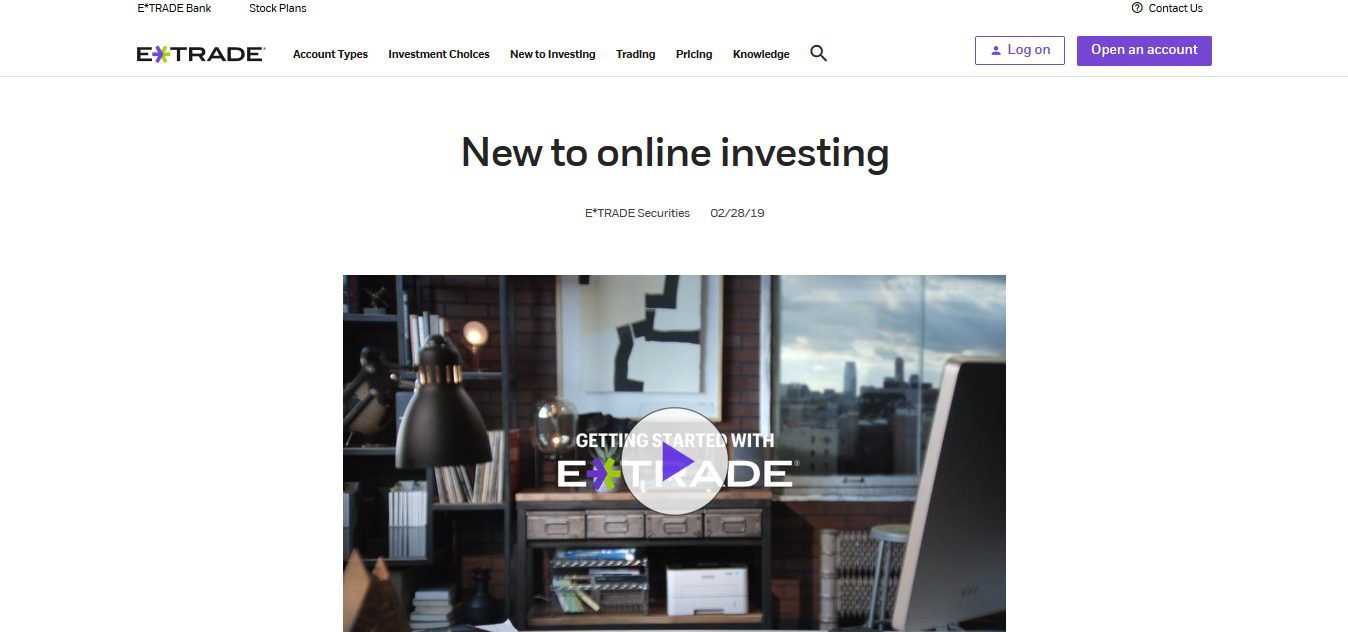 E*TRADE Bank Stock Plans Contact Us
E*TRADE® Account Types Investment Choices New to Investing Trading Pricing Knowledge Log on Open an account
New to online investing
E*TRADE Securities 02/28/19
GETTING STARTED WITH
E*TRADE®